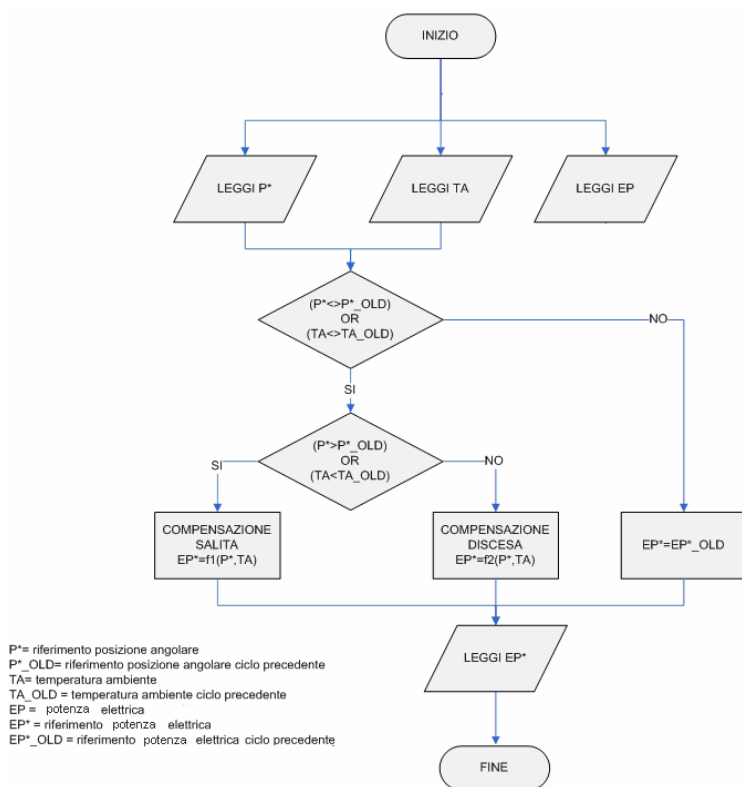 INIZIO
LEGGI P*
LEGGI TA
LEGGI EP
(P*<>P*_OLD)
OR
(TA<>TA_OLD)
NO
SI
(P*>P*_OLD)
OR
(TA<TA_OLD)
SI
NO
COMPENSAZIONE
SALITA
EP*=f1(P*,TA)
COMPENSAZIONE
DISCESA
EP*=f2(P*,TA)
EP*=EP*_OLD
LEGGI EP*
FINE
P*= riferimento posizione angolare
P*_OLD= riferimento posizione angolare ciclo precedente
TA= temperatura ambiente
TA_OLD = temperatura ambiente ciclo precedente
EP = potenza elettrica
EP* = riferimento potenza elettrica
EP*_OLD = riferimento potenza elettrica ciclo precedente